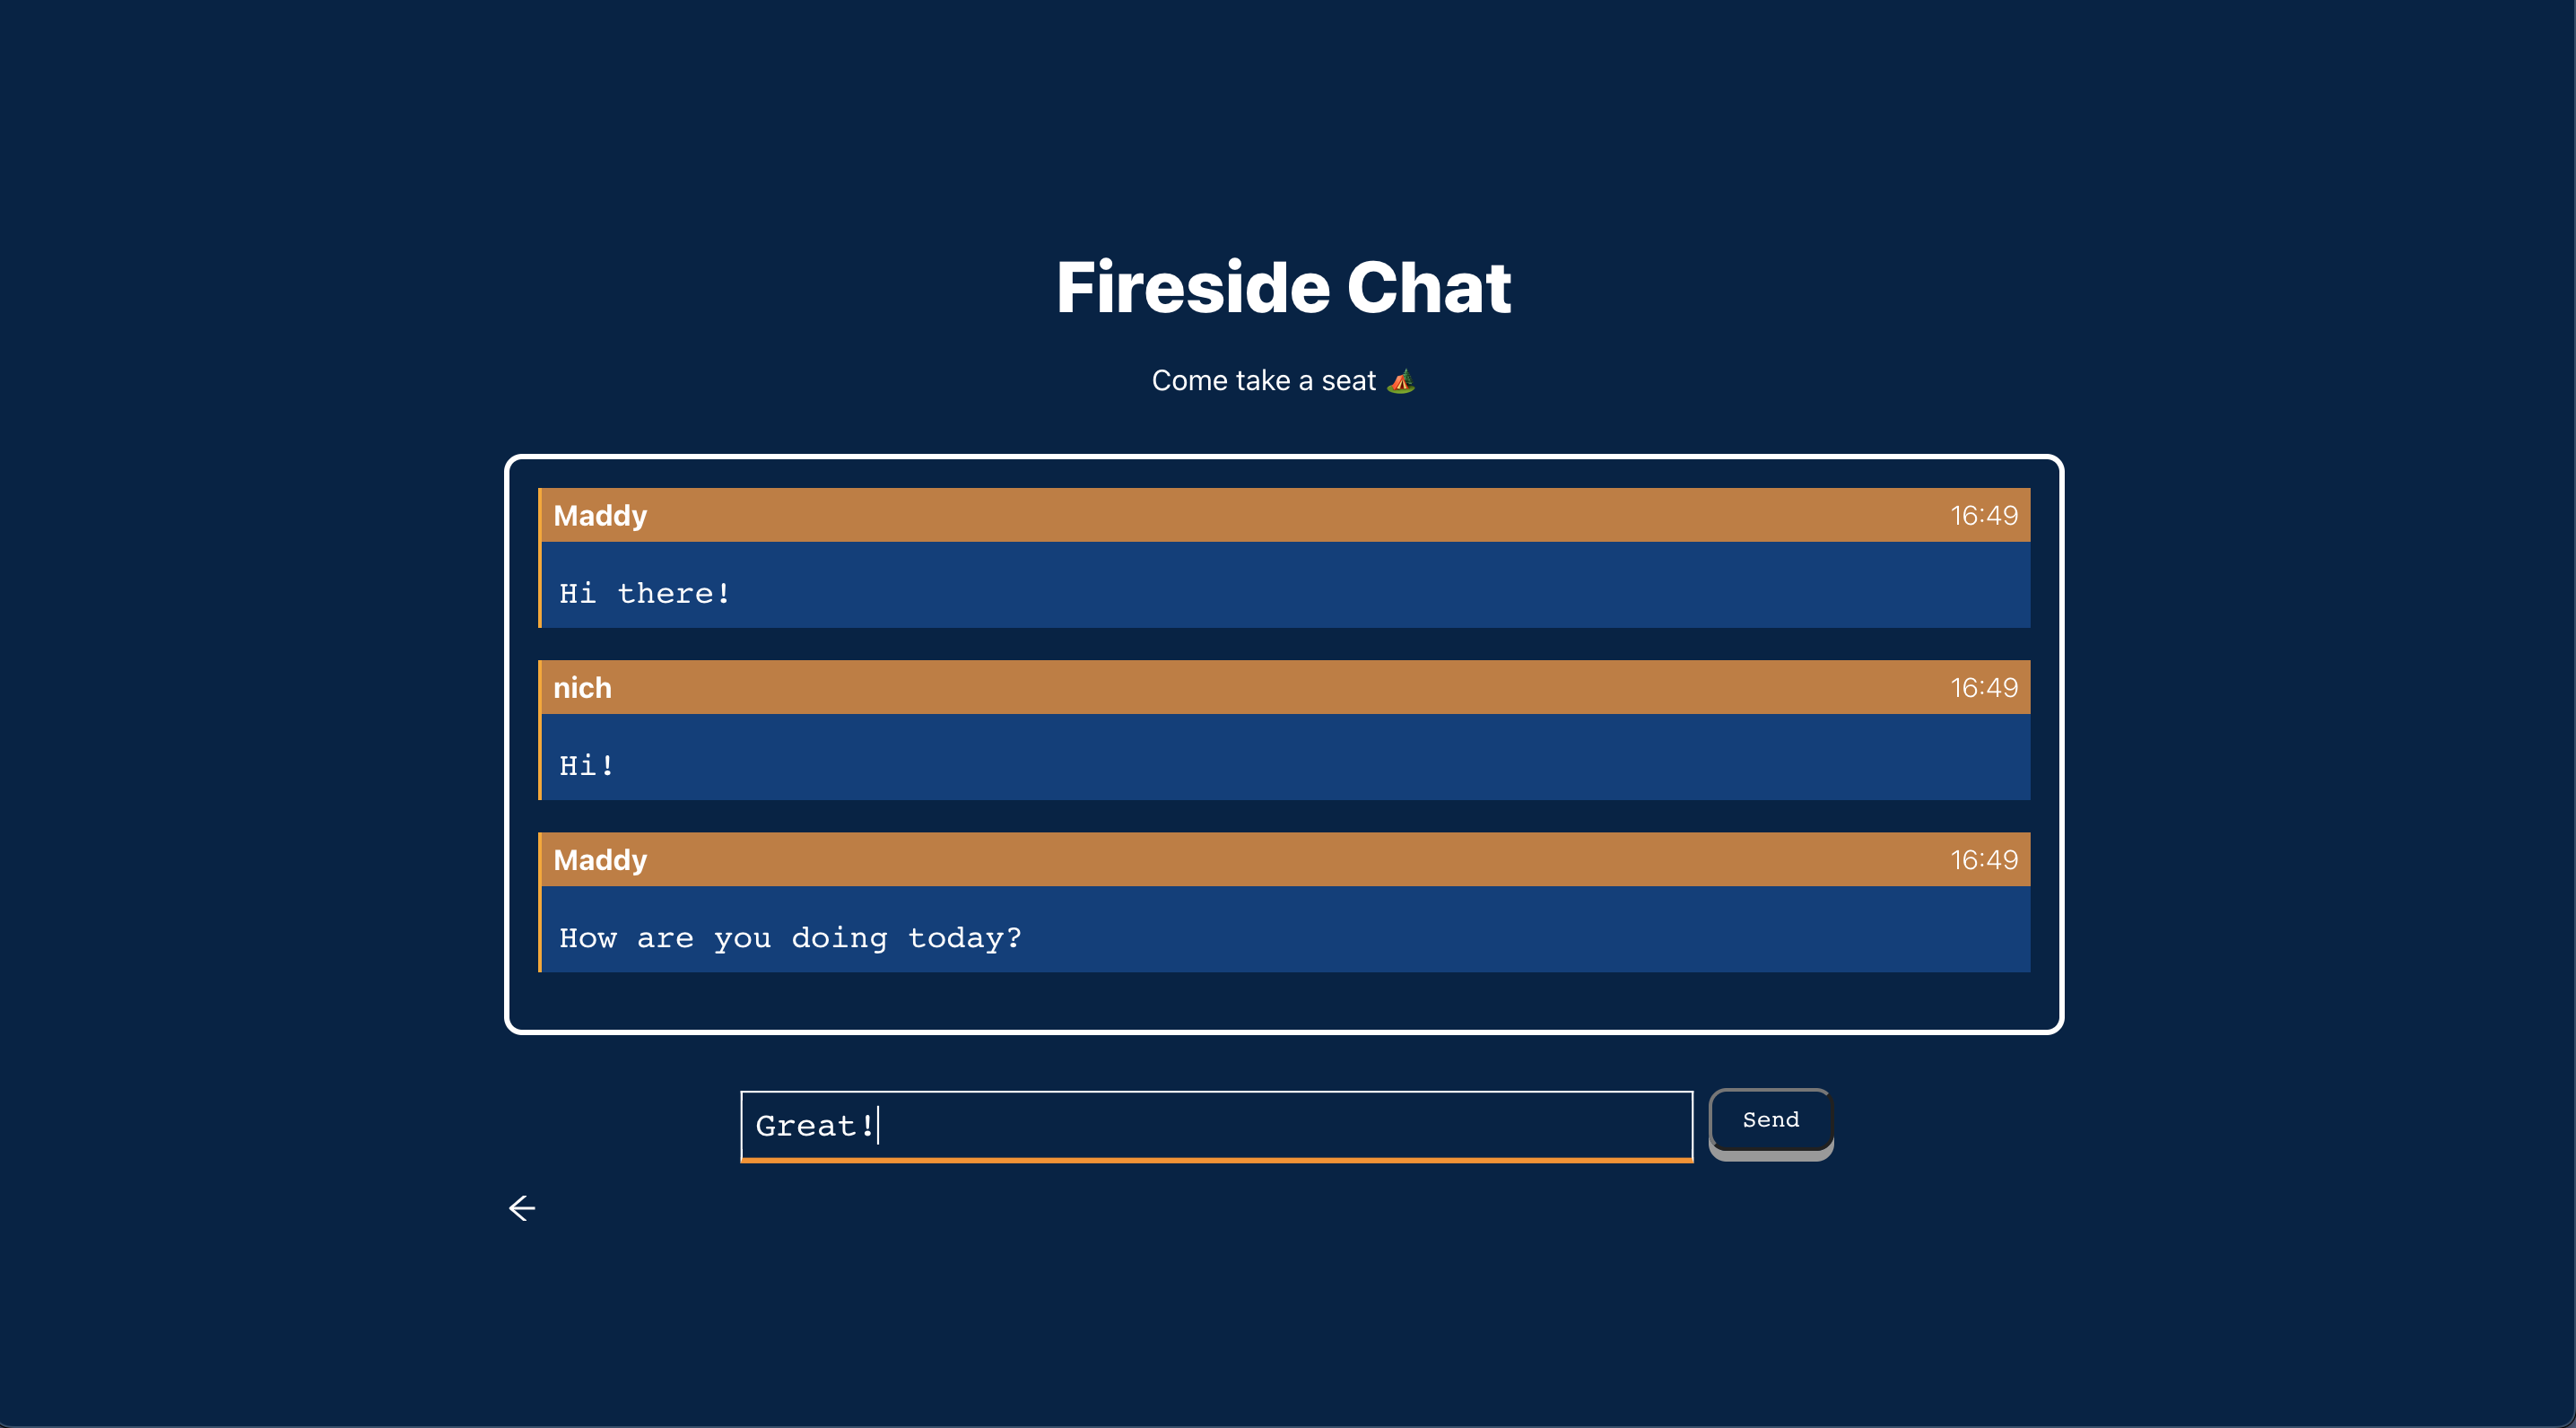 Fireside Chat
Come take a seat 🏕️
Maddy 16:49
Hi there!
nich 16:49
Hi!
Maddy 16:49
How are you doing today?
Great!
Send